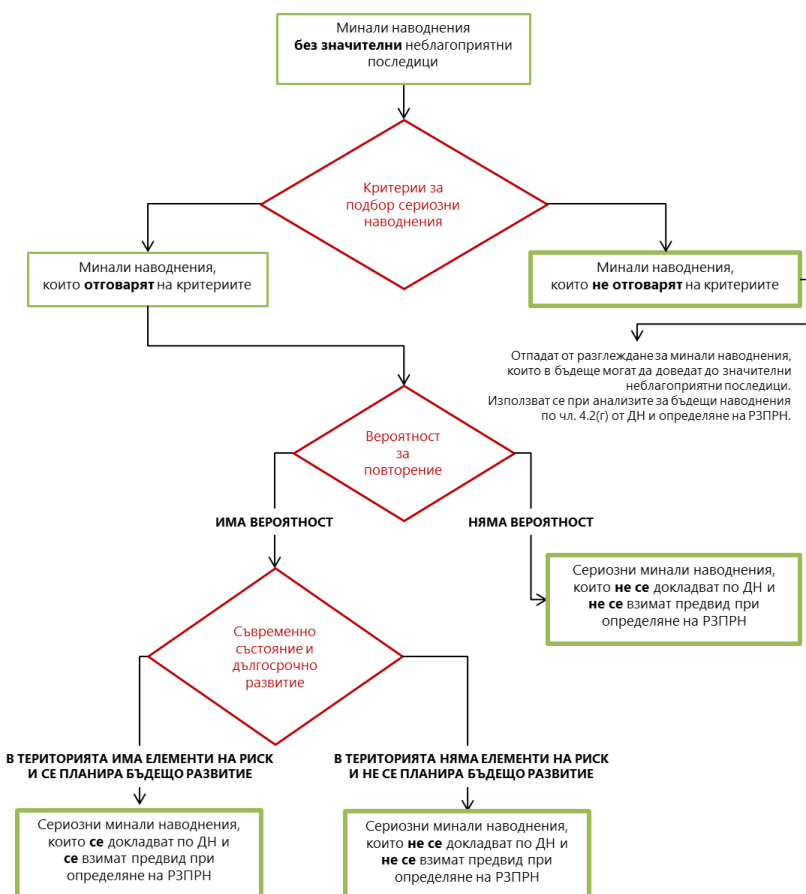 Минали наводнения
без значителни неблагоприятни
последици
Критерии за
подбор сериозни
наводнения
Минали наводнения,
които отговарят на критериите
Минали наводнения,
които не отговарят на критериите
Отпадат от разглеждане за минали наводнения,
които в бъдеще могат да доведат до значителни
неблагоприятни последици.
Използват се при анализите за бъдещи наводнения
по чл. 4.2(г) от ДН и определяне на РЗПРН.
Вероятност
за
повторение
ИМА ВЕРОЯТНОСТ
НЯМА ВЕРОЯТНОСТ
Сериозни минали наводнения,
които не се докладват по ДН и
не се взимат предвид при
определяне на РЗПРН
Съвременно
състояние и
дългосрочно
развитие
В ТЕРИТОРИЯТА ИМА ЕЛЕМЕНТИ НА РИСК
И СЕ ПЛАНИРА БЪДЕЩО РАЗВИТИЕ
В ТЕРИТОРИЯТА НЯМА ЕЛЕМЕНТИ НА РИСК
И НЕ СЕ ПЛАНИРА БЪДЕЩО РАЗВИТИЕ
Сериозни минали наводнения,
които се докладват по ДН и
се взимат предвид при
определяне на РЗПРН
Сериозни минали наводнения,
които не се докладват по ДН и
не се взимат предвид при
определяне на РЗПРН